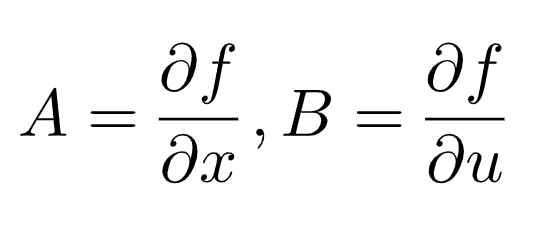 A = ∂f/∂x, B = ∂f/∂u